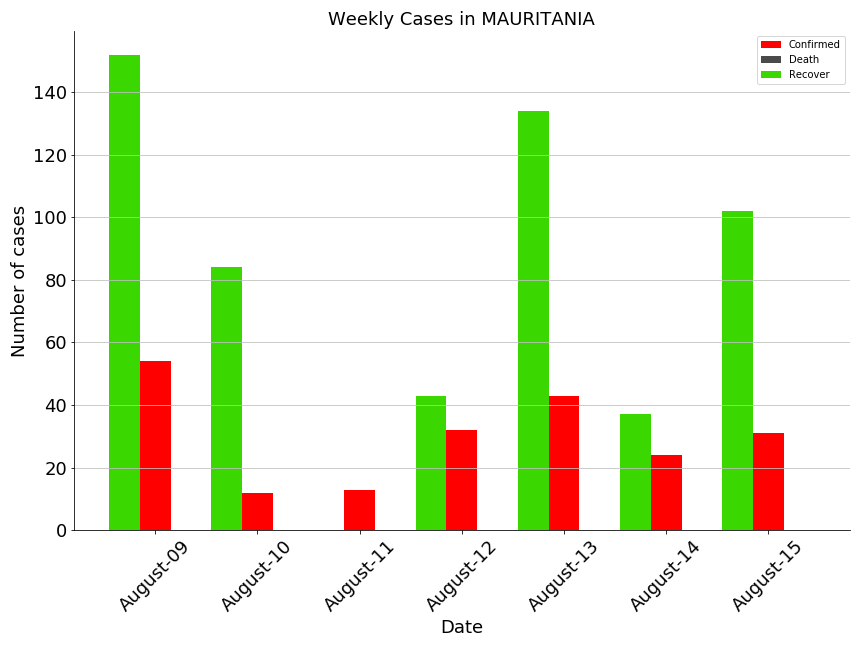 Weekly Cases in MAURITANIA
Confirmed
Death
Recover
Number of cases
140
120
100
80
60
40
20
0
August-09
August-10
August-11
August-12
August-13
August-14
August-15
Date